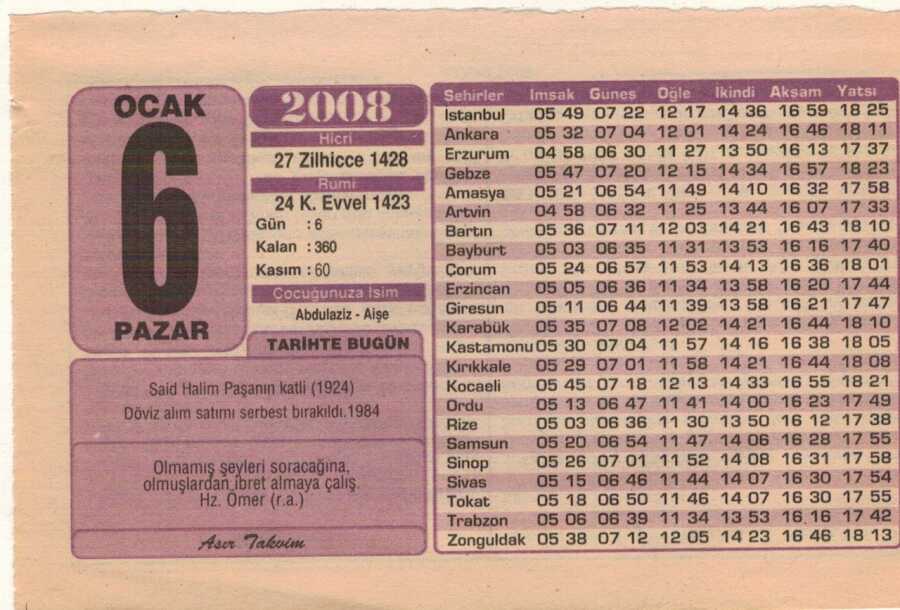 OCAK
6
PAZAR
2008
Hicri
27 Zilhicce 1428
Rumi
24 K. Evvel 1423
Gün : 6
Kalan : 360
Kasım : 60
Çocuğunuza İsim
Abdulaziz - Aişe
TARİHTE BUGÜN
Said Halim Paşanın katli (1924)
Döviz alım satımı serbest bırakıldı.1984
Olmamış şeyleri soracağına,
olmuşlardan ibret almaya çalış.
Hz. Ömer (r.a.)
Asır Takvim
Şehirler Imsak Guneş Öğle Ikindi Akşam Yatsı
Istanbul 05 49 07 22 12 17 14 36 16 59 18 25
Ankara 05 32 07 04 12 01 14 24 16 46 18 11
Erzurum 04 58 06 30 11 27 13 50 16 13 17 37
Gebze 05 47 07 20 12 15 14 34 16 57 18 23
Amasya 05 21 06 54 11 49 14 10 16 32 17 58
Artvin 04 58 06 32 11 25 13 44 16 07 17 33
Bartın 05 36 07 11 12 03 14 21 16 43 18 10
Bayburt 05 03 06 35 11 31 13 53 16 16 17 40
Çorum 05 24 06 57 11 53 14 13 16 36 18 01
Erzincan 05 05 06 36 11 34 13 58 16 20 17 44
Giresun 05 11 06 44 11 39 13 58 16 21 17 47
Karabük 05 35 07 08 12 02 14 21 16 44 18 10
Kastamonu 05 30 07 04 11 57 14 16 16 38 18 05
Kırıkkale 05 29 07 01 11 58 14 21 16 44 18 08
Kocaeli 05 45 07 18 12 13 14 33 16 55 18 21
Ordu 05 13 06 47 11 41 14 00 16 23 17 49
Rize 05 03 06 36 11 30 13 50 16 12 17 38
Samsun 05 20 06 54 11 47 14 06 16 28 17 55
Sinop 05 26 07 01 11 52 14 08 16 31 17 58
Sivas 05 15 06 46 11 44 14 07 16 30 17 54
Tokat 05 18 06 50 11 46 14 07 16 30 17 55
Trabzon 05 06 06 39 11 34 13 53 16 16 17 42
Zonguldak 05 38 07 12 12 05 14 23 16 46 18 13